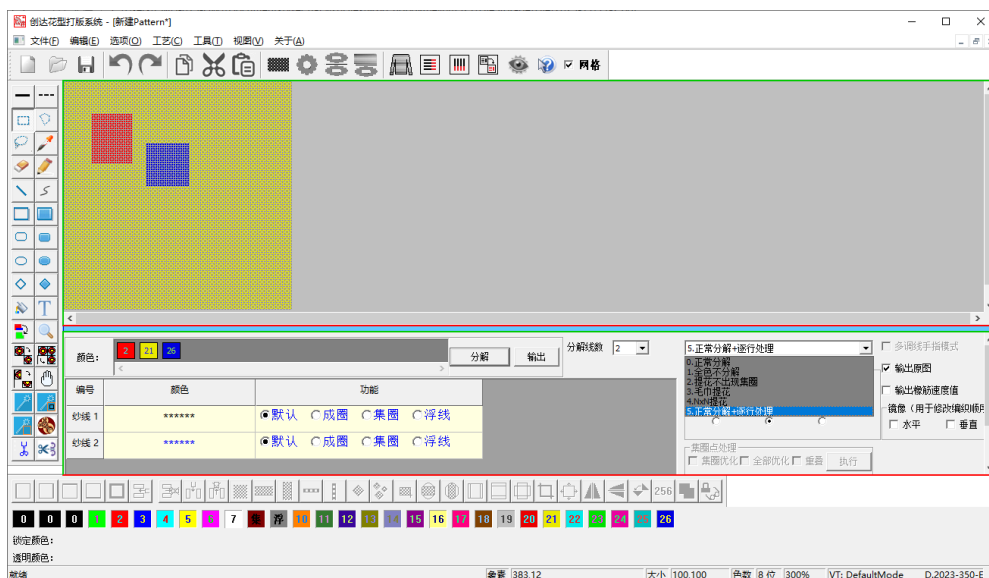 创达花型打版系统 - [新建Pattern*]
文件(F) 编辑(E) 选项(O) 工艺(C) 工具(T) 视图(V) 关于(A)
网格
颜色: 2 21 26 分解 输出 分解线数 2
5.正常分解+逐行处理
0.正常分解
1.全色不分解
2.提花不出现集圈
3.毛巾提花
4.NxN提花
5.正常分解+逐行处理
多调线手指模式
输出原图
输出橡筋速度值
镜像(用于修改编织顺序
水平 垂直
编号 颜色 功能
纱线 1 ****** 默认 成圈 集圈 浮线
纱线 2 ****** 默认 成圈 集圈 浮线
集圈点处理
集圈优化 全部优化 重叠 执行
256
0 0 0 1 2 3 4 5 6 7 集 浮 10 11 12 13 14 15 16 17 18 19 20 21 22 23 24 25 26
锁定颜色:
透明颜色:
就绪 象素 383.12 大小 100.100 色数 8 位 300% VT: DefaultMode D.2023-350-E